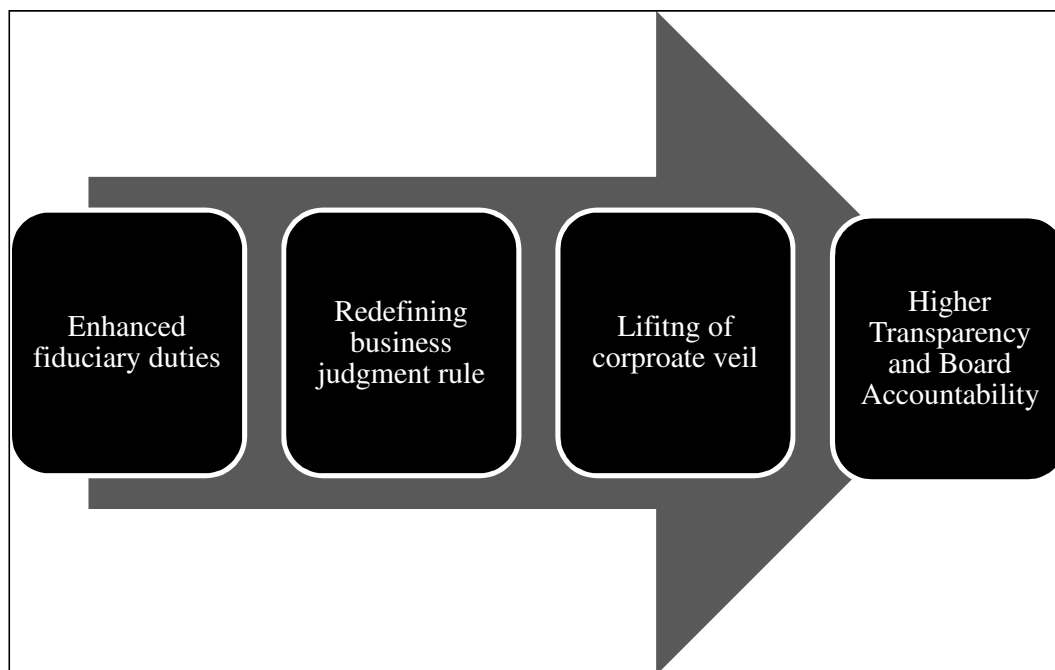 Enhanced
fiduciary duties
Redefining
business
judgment rule
Lifitng of
corproate veil
Higher
Transparency
and Board
Accountability